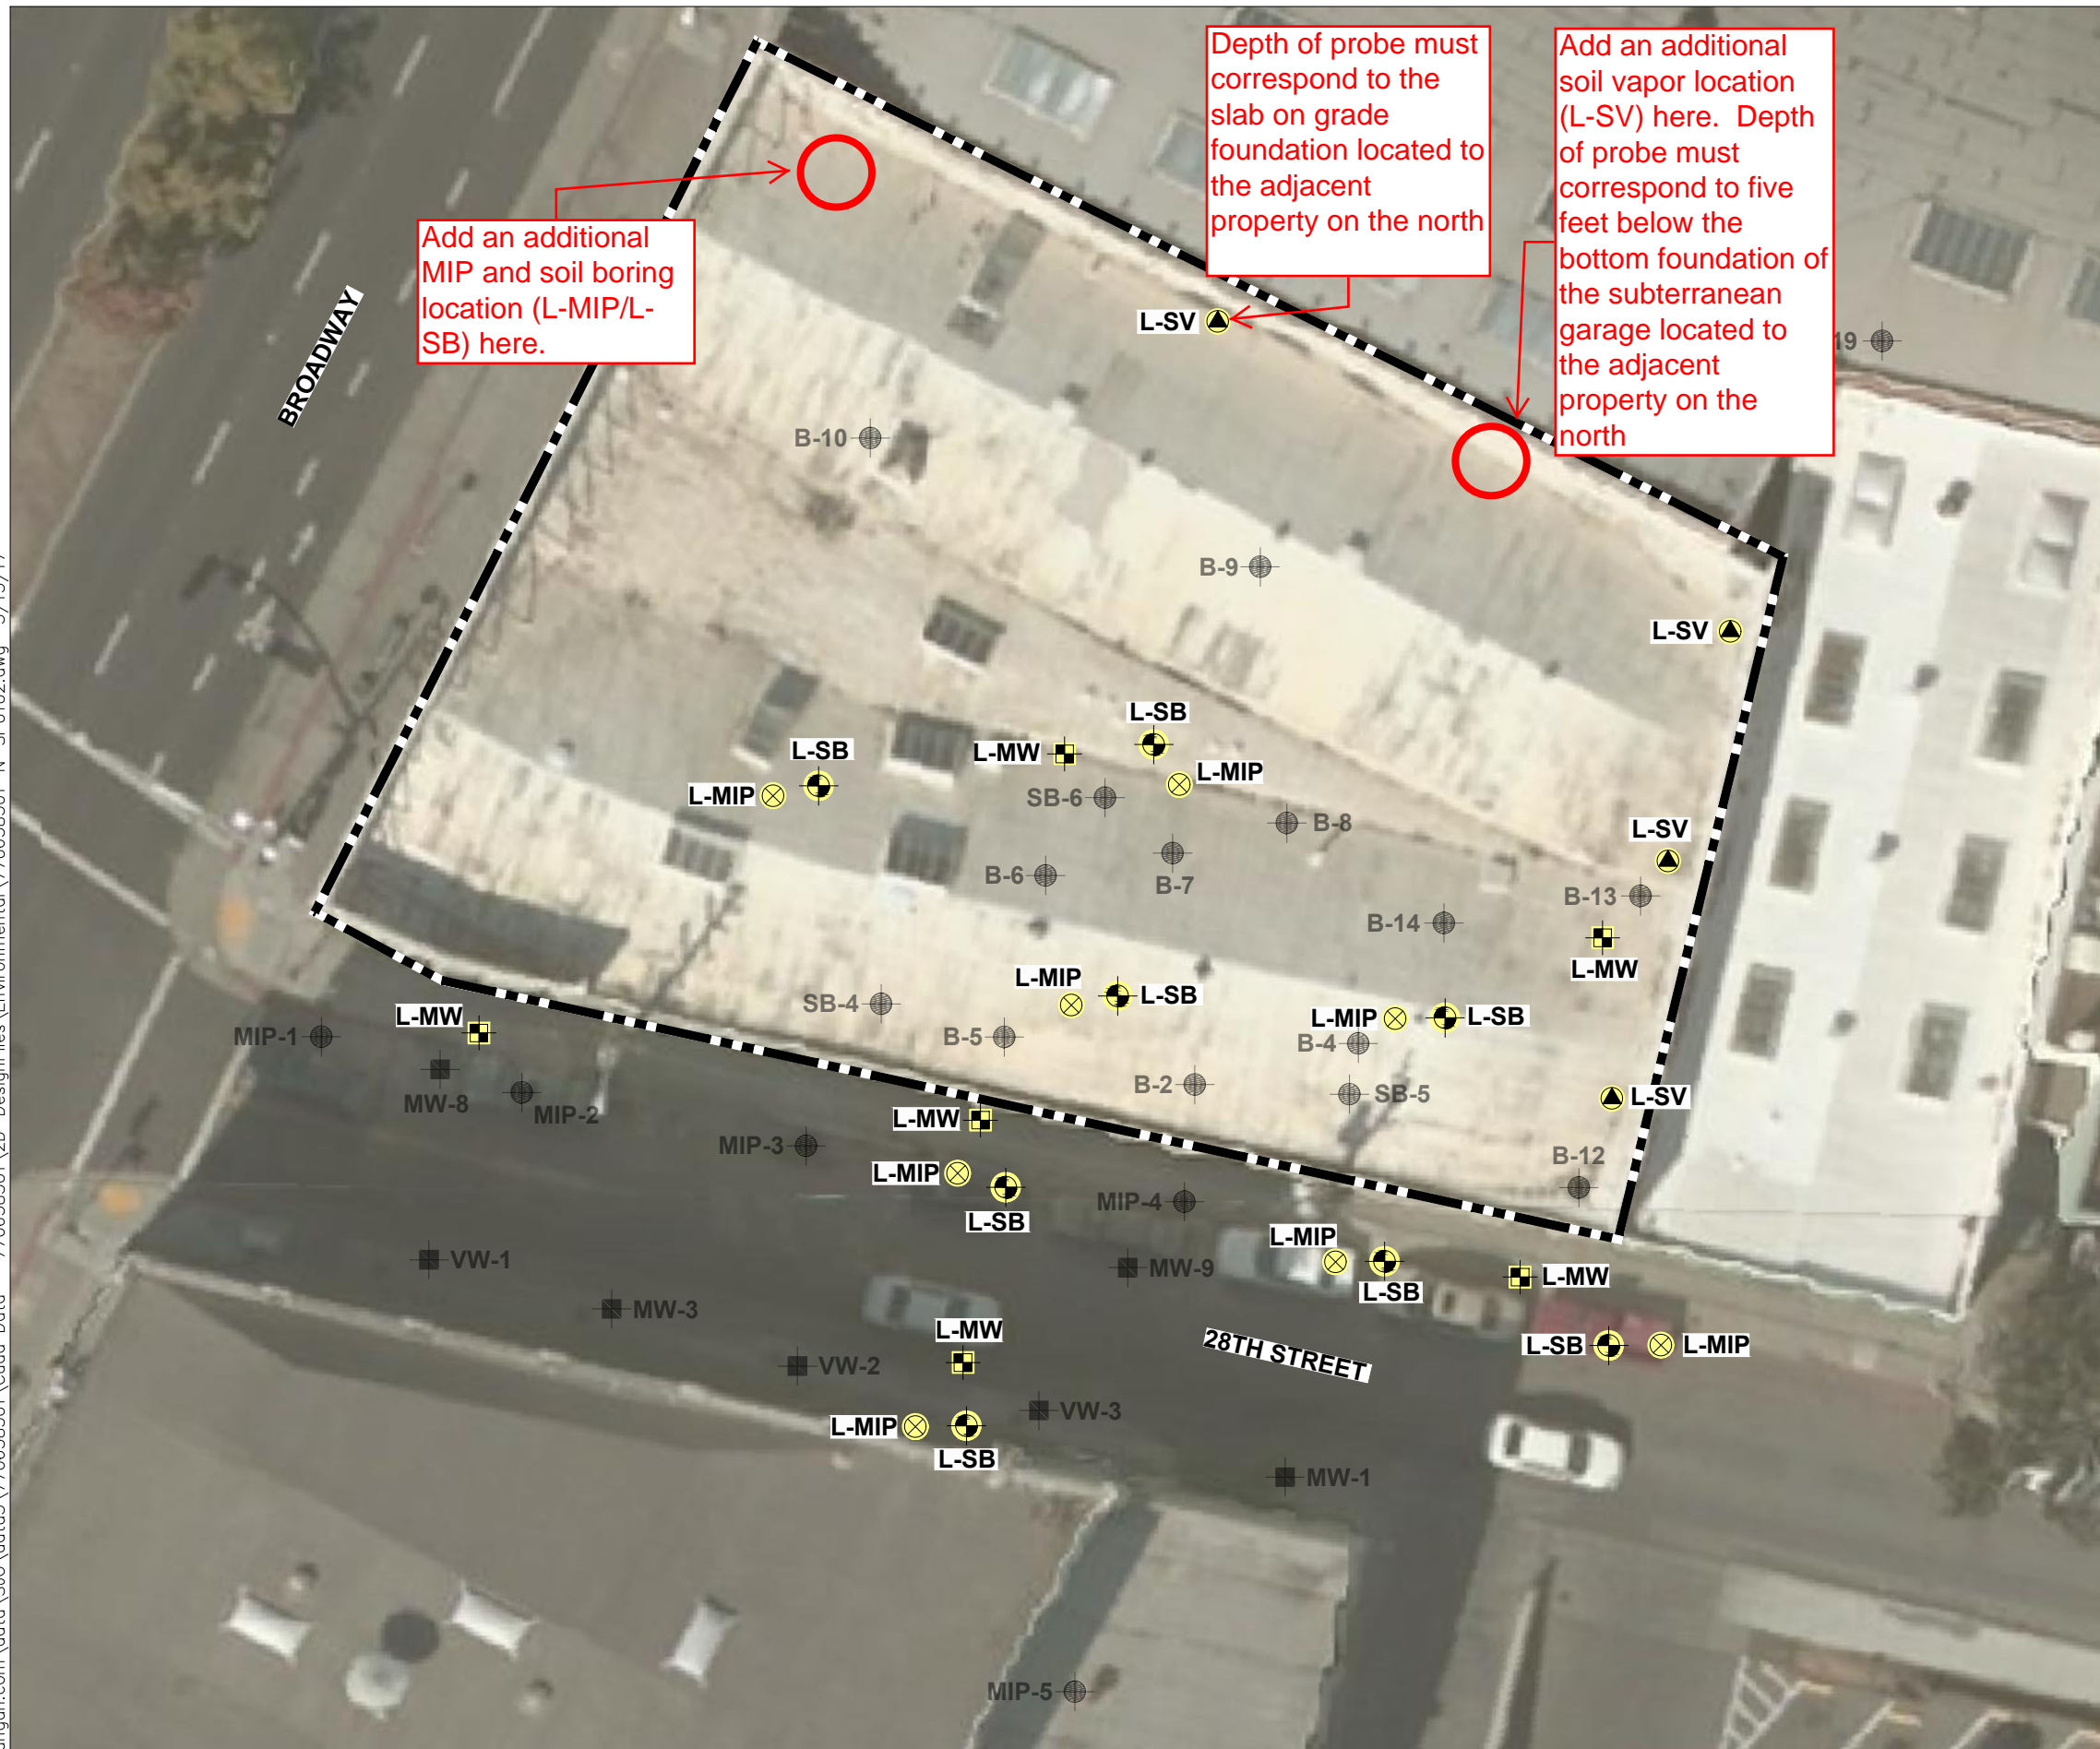 Depth of probe must
correspond to the
slab on grade
foundation located to
the adjacent
property on the north
Add an additional
soil vapor location
(L-SV) here. Depth
of probe must
correspond to five
feet below the
bottom foundation of
the subterranean
garage located to
the adjacent
property on the
north
Add an additional
MIP and soil boring
location (L-MIP/L-
SB) here.
BROADWAY
L-SV
19
B-10
B-9
L-SV
L-SB
L-MW
L-MIP
L-SB
L-MIP
SB-6
B-8
L-SV
B-6
B-7
B-13
B-14
L-MW
L-MIP
L-SB
SB-4
L-MIP
L-SB
L-MW
MIP-1
B-5
B-4
MW-8
MIP-2
B-2
SB-5
L-SV
L-MW
MIP-3
B-12
L-MIP
L-SB
MIP-4
L-MIP
VW-1
MW-9
L-SB
L-MW
MW-3
L-MW
28TH STREET
L-SB
L-MIP
VW-2
VW-3
L-MIP
L-SB
MW-1
MIP-5